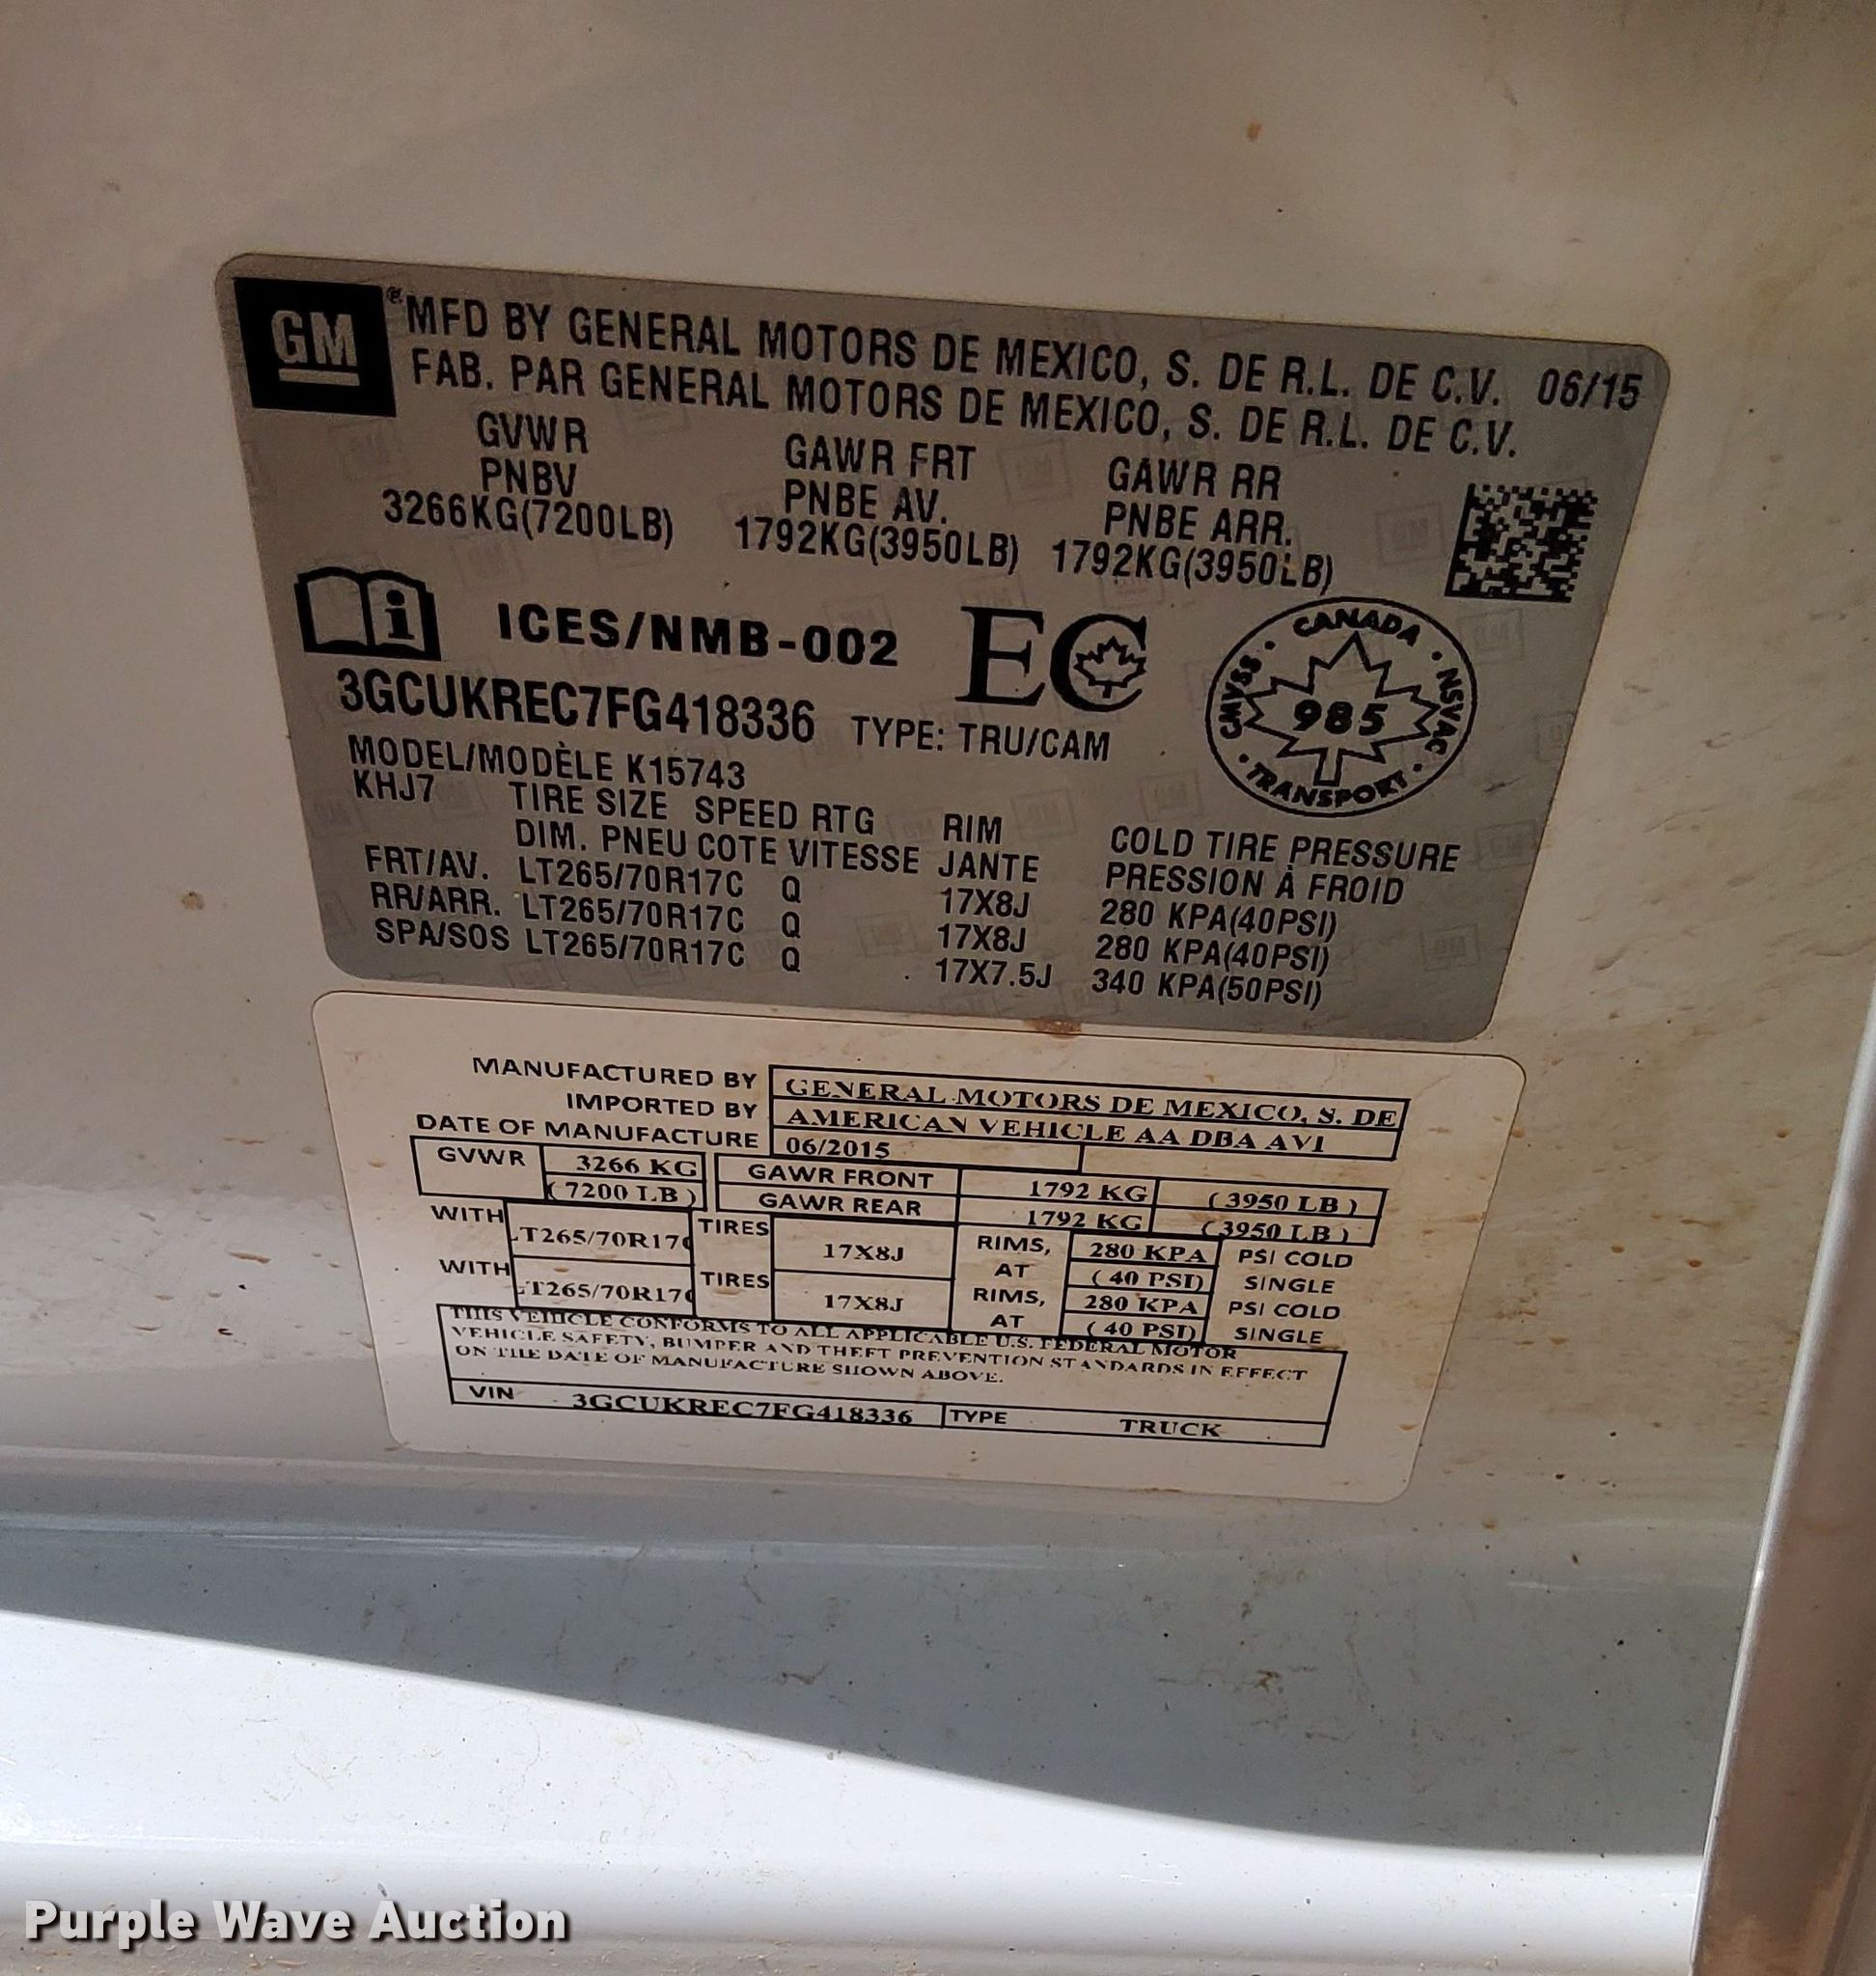 GM ® MFD BY GENERAL MOTORS DE MEXICO, S. DE R.L. DE C.V. 06/15
FAB. PAR GENERAL MOTORS DE MEXICO, S. DE R.L. DE C.V.
GVWR GAWR FRT GAWR RR
PNBV PNBE AV. PNBE ARR.
3266KG(7200LB) 1792KG(3950LB) 1792KG(3950LB)
i ICES/NMB-002 EC
CANADA · NSVAC · TRANSPORT · CMVSS ·
985
3GCUKREC7FG418336 TYPE: TRU/CAM
MODEL/MODÈLE K15743
KHJ7 TIRE SIZE SPEED RTG RIM COLD TIRE PRESSURE
DIM. PNEU COTE VITESSE JANTE PRESSION À FROID
FRT/AV. LT265/70R17C Q 17X8J 280 KPA(40PSI)
RR/ARR. LT265/70R17C Q 17X8J 280 KPA(40PSI)
SPA/SOS LT265/70R17C Q 17X7.5J 340 KPA(50PSI)
MANUFACTURED BY GENERAL MOTORS DE MEXICO, S. DE
IMPORTED BY AMERICAN VEHICLE AA DBA AVI
DATE OF MANUFACTURE 06/2015
GVWR 3266 KG GAWR FRONT 1792 KG (3950 LB)
(7200 LB) GAWR REAR 1792 KG (3950 LB)
WITH LT265/70R17C TIRES 17X8J RIMS, 280 KPA PSI COLD
AT (40 PSI) SINGLE
WITH LT265/70R17C TIRES 17X8J RIMS, 280 KPA PSI COLD
AT (40 PSI) SINGLE
THIS VEHICLE CONFORMS TO ALL APPLICABLE U.S. FEDERAL MOTOR
VEHICLE SAFETY, BUMPER AND THEFT PREVENTION STANDARDS IN EFFECT
ON THE DATE OF MANUFACTURE SHOWN ABOVE.
VIN 3GCUKREC7FG418336 TYPE TRUCK
Purple Wave Auction